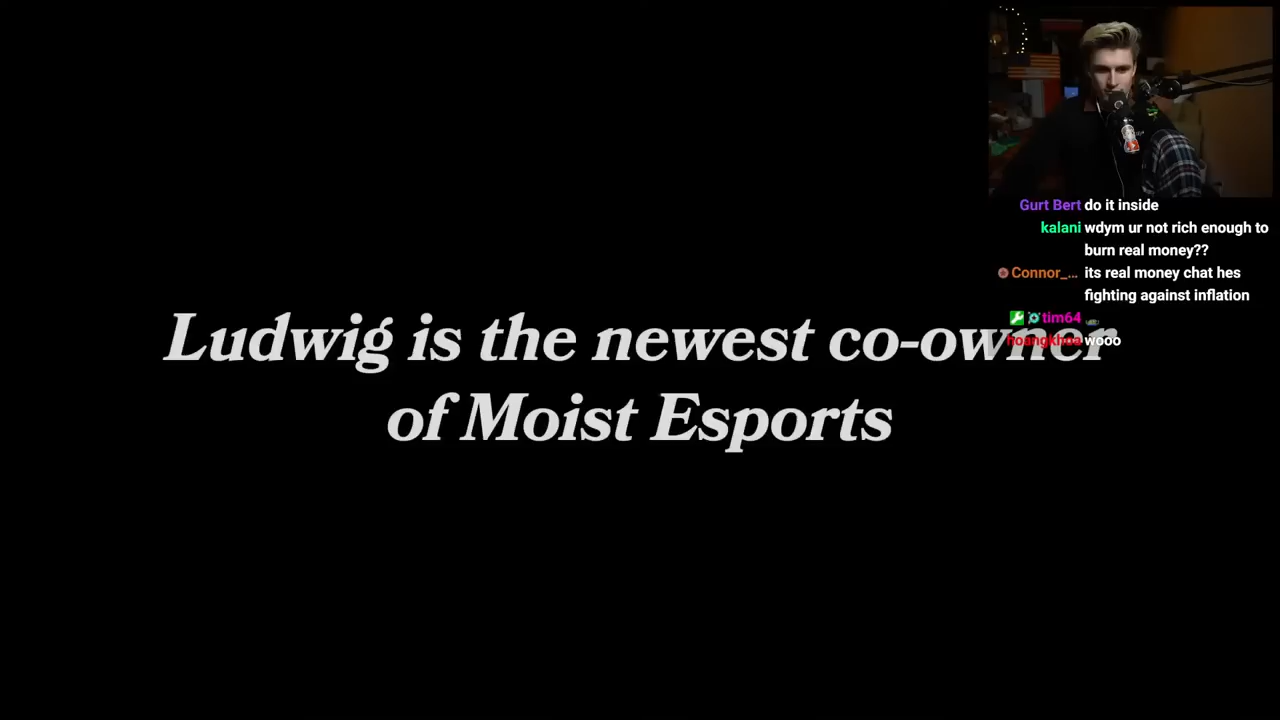 Gurt Bert do it inside
kalani wdym ur not rich enough to
burn real money??
Connor_... its real money chat hes
fighting against inflation
tim64
hoangkhoa wooo
Ludwig is the newest co-owner
of Moist Esports